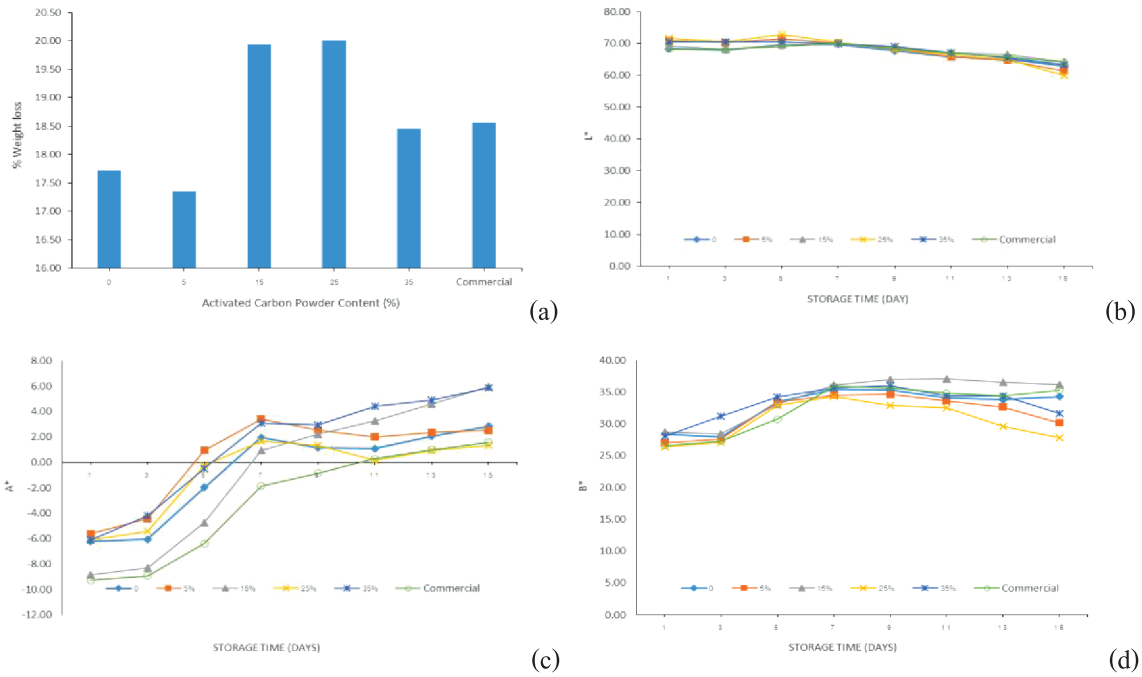 20.50
20.00
19.50
19.00
18.50
18.00
17.50
17.00
16.50
16.00
% Weight loss
0 5 15 25 35 Commercial
Activated Carbon Powder Content (%)
(a)
80.00
70.00
60.00
50.00
40.00
30.00
20.00
10.00
0.00
L*
0 5% 15% 25% 35% Commercial
1 3 5 7 9 11 13 15
STORAGE TIME (DAY)
(b)
8.00
6.00
4.00
2.00
0.00
-2.00
-4.00
-6.00
-8.00
-10.00
-12.00
A*
1 3 5 7 9 11 13 15
0 5% 15% 25% 35% Commercial
STORAGE TIME (DAYS)
(c)
40.00
35.00
30.00
25.00
20.00
15.00
10.00
5.00
0.00
B*
0 5% 15% 25% 35% Commercial
1 3 5 7 9 11 13 15
STORAGE TIME (DAYS)
(d)